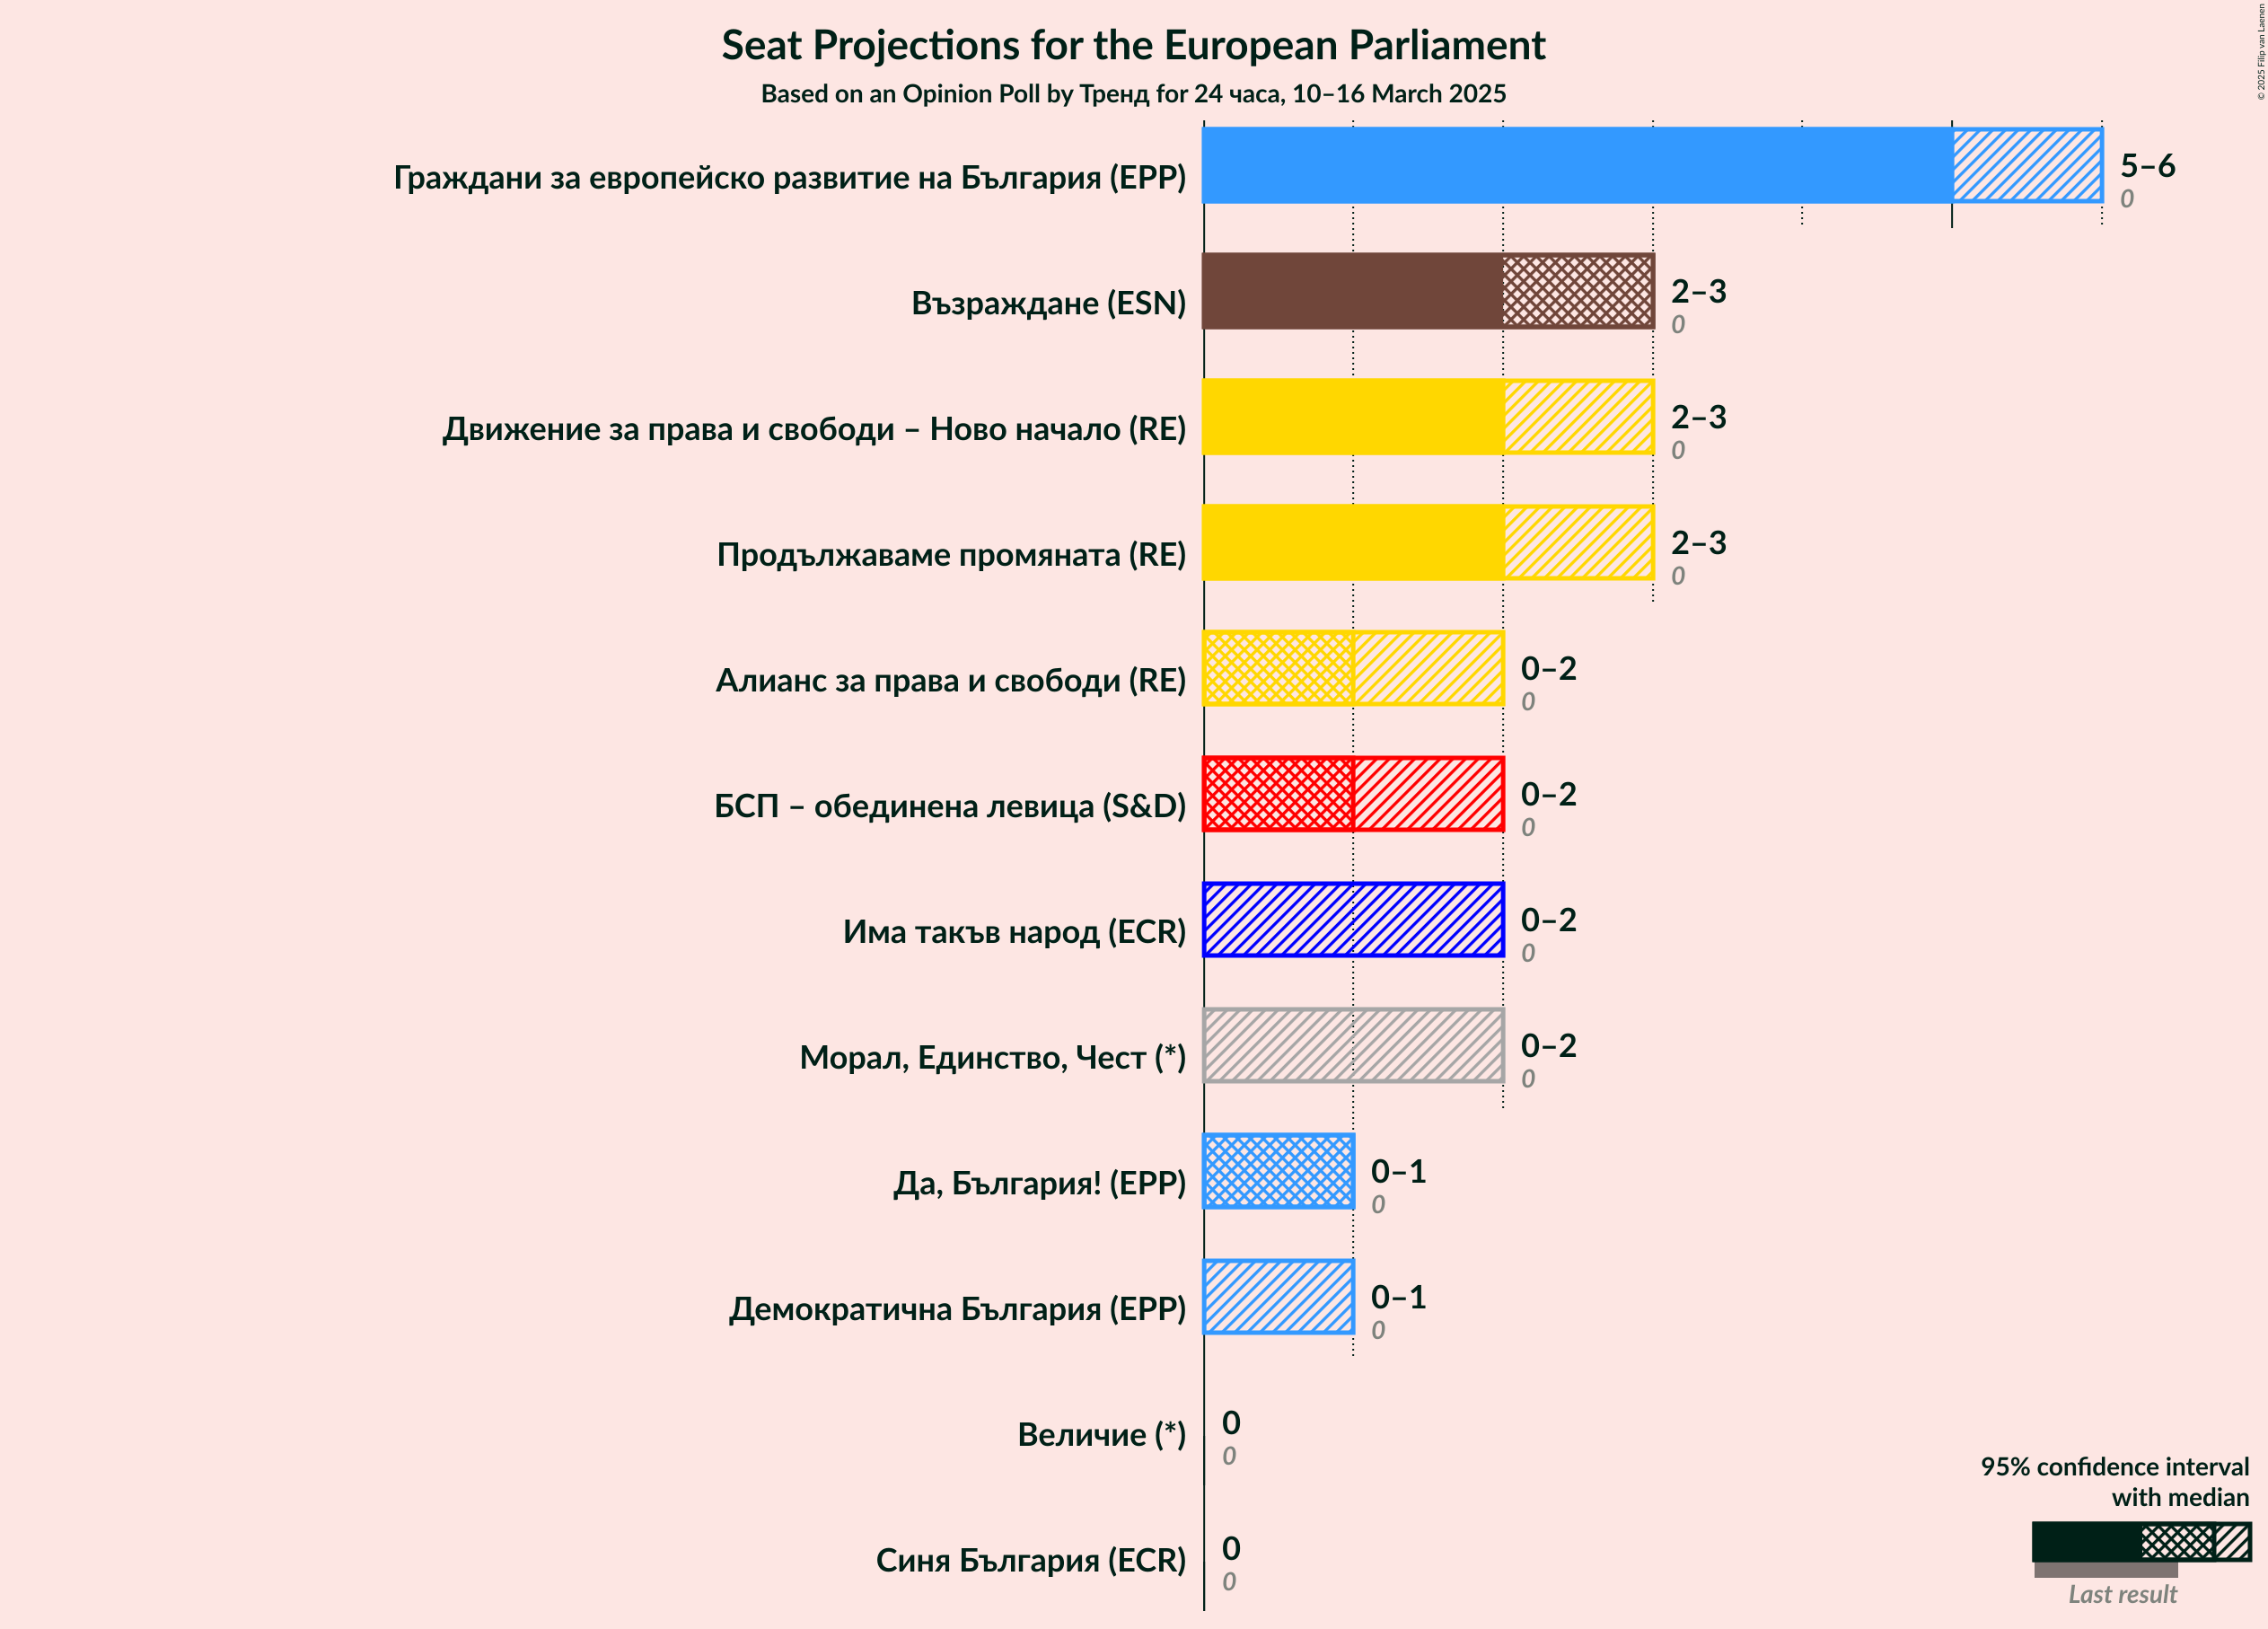 Seat Projections for the European Parliament
Based on an Opinion Poll by Тренд for 24 часа, 10–16 March 2025
© 2025 Filip van Laenen
Граждани за европейско развитие на България (EPP)
5–6
0
Възраждане (ESN)
2–3
0
Движение за права и свободи – Ново начало (RE)
2–3
0
Продължаваме промяната (RE)
2–3
0
Алианс за права и свободи (RE)
0–2
0
БСП – обединена левица (S&D)
0–2
0
Има такъв народ (ECR)
0–2
0
Морал, Единство, Чест (*)
0–2
0
Да, България! (EPP)
0–1
0
Демократична България (EPP)
0–1
0
Величие (*)
0
0
Синя България (ECR)
0
0
95% confidence interval
with median
Last result